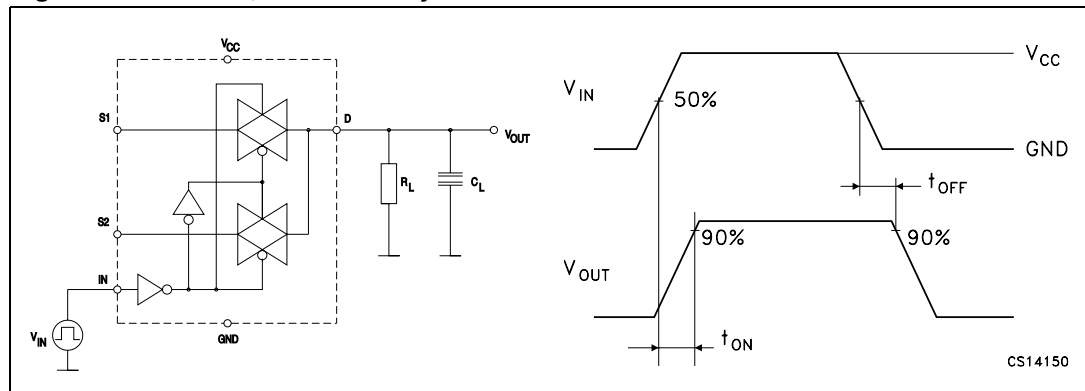 VCC
S1
D
VOUT
RL
CL
S2
IN
VIN
GND
VCC
VIN
50%
GND
tOFF
90%
90%
VOUT
tON
CS14150